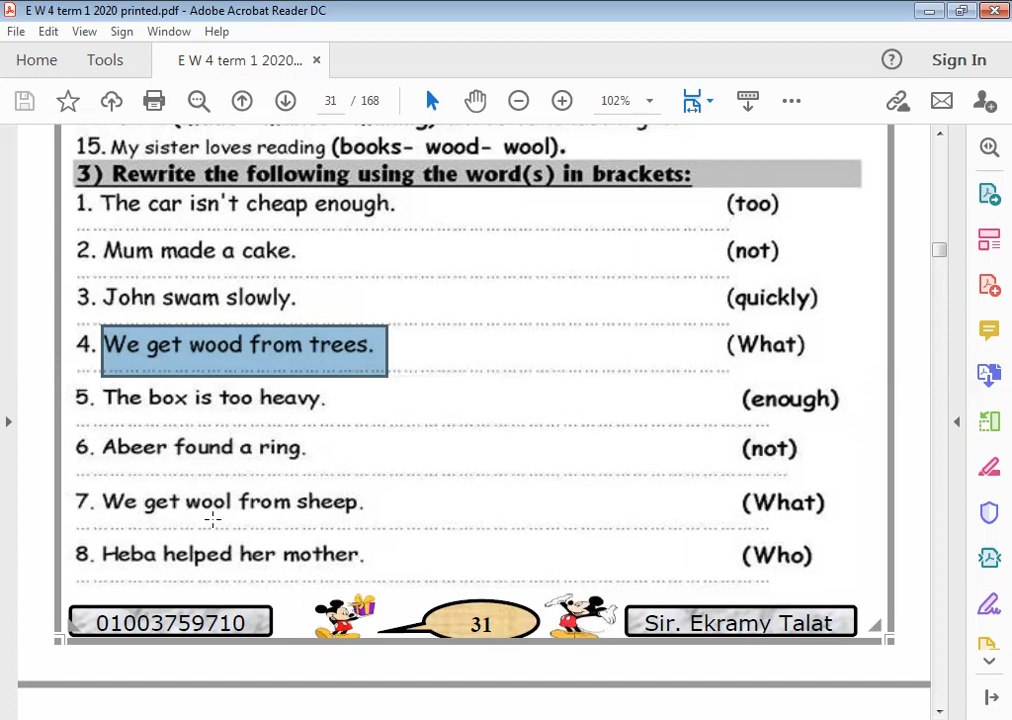 E W 4 term 1 2020 printed.pdf - Adobe Acrobat Reader DC
File Edit View Sign Window Help
Home Tools E W 4 term 1 2020... × Sign In
31 / 168 102%
15. My sister loves reading (books- wood- wool).
3) Rewrite the following using the word(s) in brackets:
1. The car isn't cheap enough. (too)
2. Mum made a cake. (not)
3. John swam slowly. (quickly)
4. We get wood from trees. (What)
5. The box is too heavy. (enough)
6. Abeer found a ring. (not)
7. We get wool from sheep. (What)
8. Heba helped her mother. (Who)
01003759710 31 Sir. Ekramy Talat